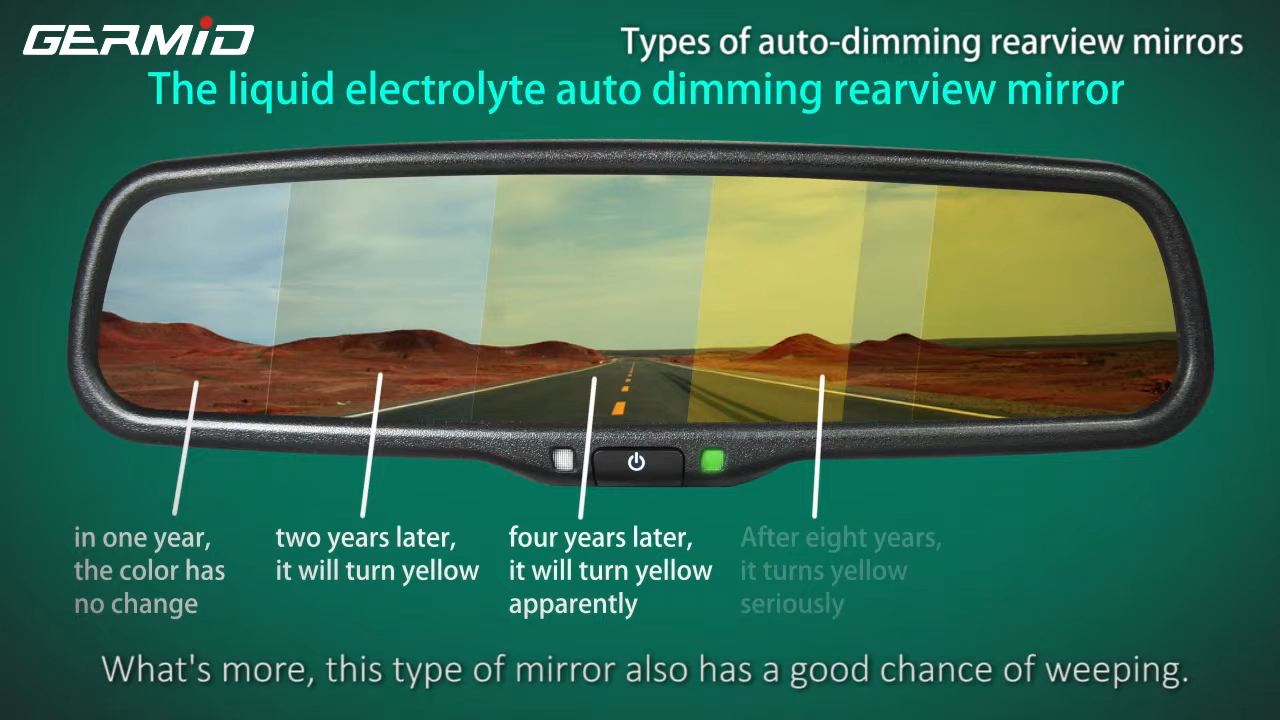 GERMID
Types of auto-dimming rearview mirrors
The liquid electrolyte auto dimming rearview mirror
in one year,
the color has
no change
two years later,
it will turn yellow
four years later,
it will turn yellow
apparently
After eight years,
it turns yellow
seriously
What's more, this type of mirror also has a good chance of weeping.